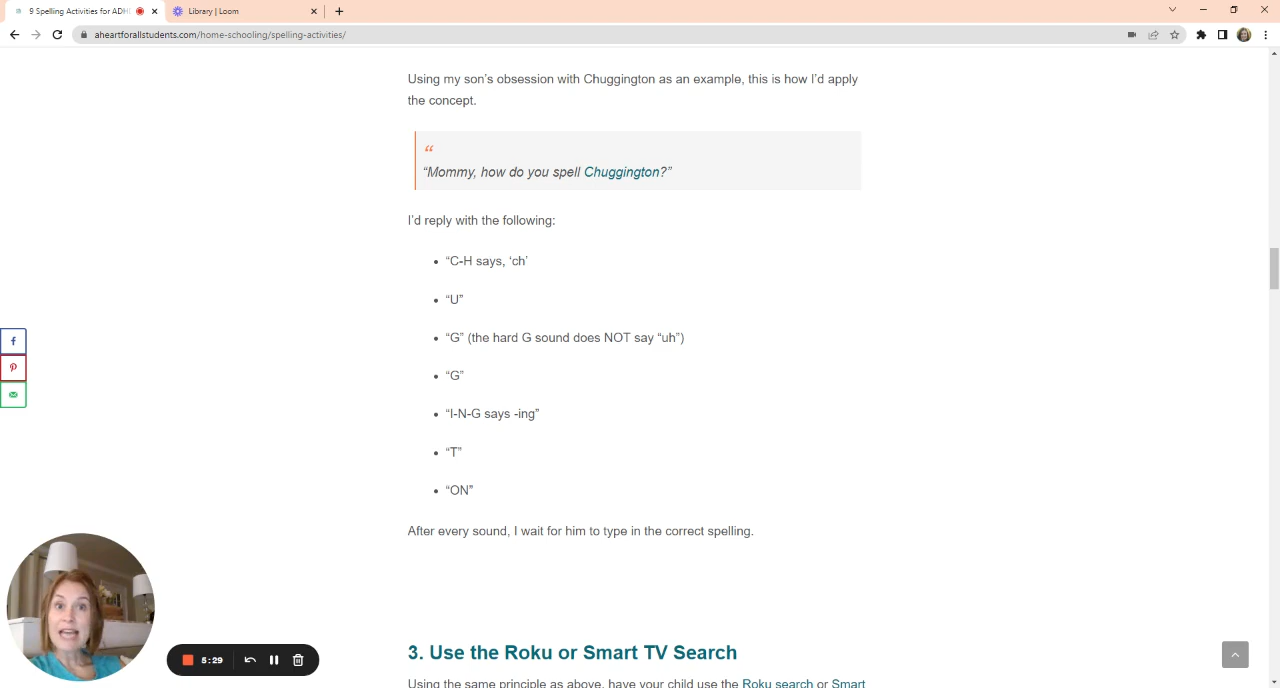 9 Spelling Activities for ADH
Library | Loom
aheartforallstudents.com/home-schooling/spelling-activities/
Using my son's obsession with Chuggington as an example, this is how I'd apply
the concept.
“
“Mommy, how do you spell Chuggington?”
I'd reply with the following:
• “C-H says, ‘ch’
• “U”
• “G” (the hard G sound does NOT say “uh”)
• “G”
• “I-N-G says -ing”
• “T”
• “ON”
After every sound, I wait for him to type in the correct spelling.
5:29
3. Use the Roku or Smart TV Search
Using the same principle as above, have your child use the Roku search or Smart